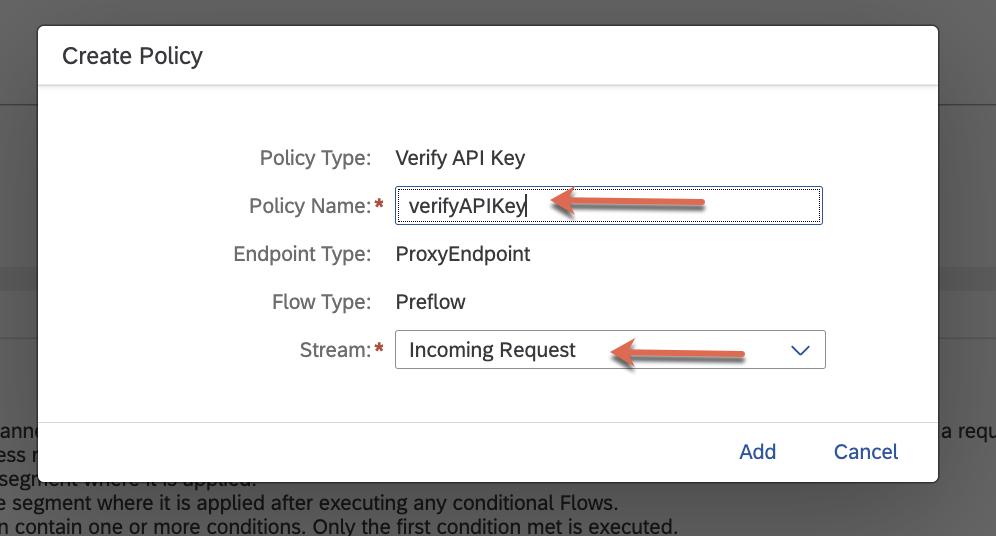 Create Policy
Policy Type: Verify API Key
Policy Name:* verifyAPIKey
Endpoint Type: ProxyEndpoint
Flow Type: Preflow
Stream:* Incoming Request
Add Cancel
a requ
segment where it is applied.
e segment where it is applied after executing any conditional Flows.
n contain one or more conditions. Only the first condition met is executed.